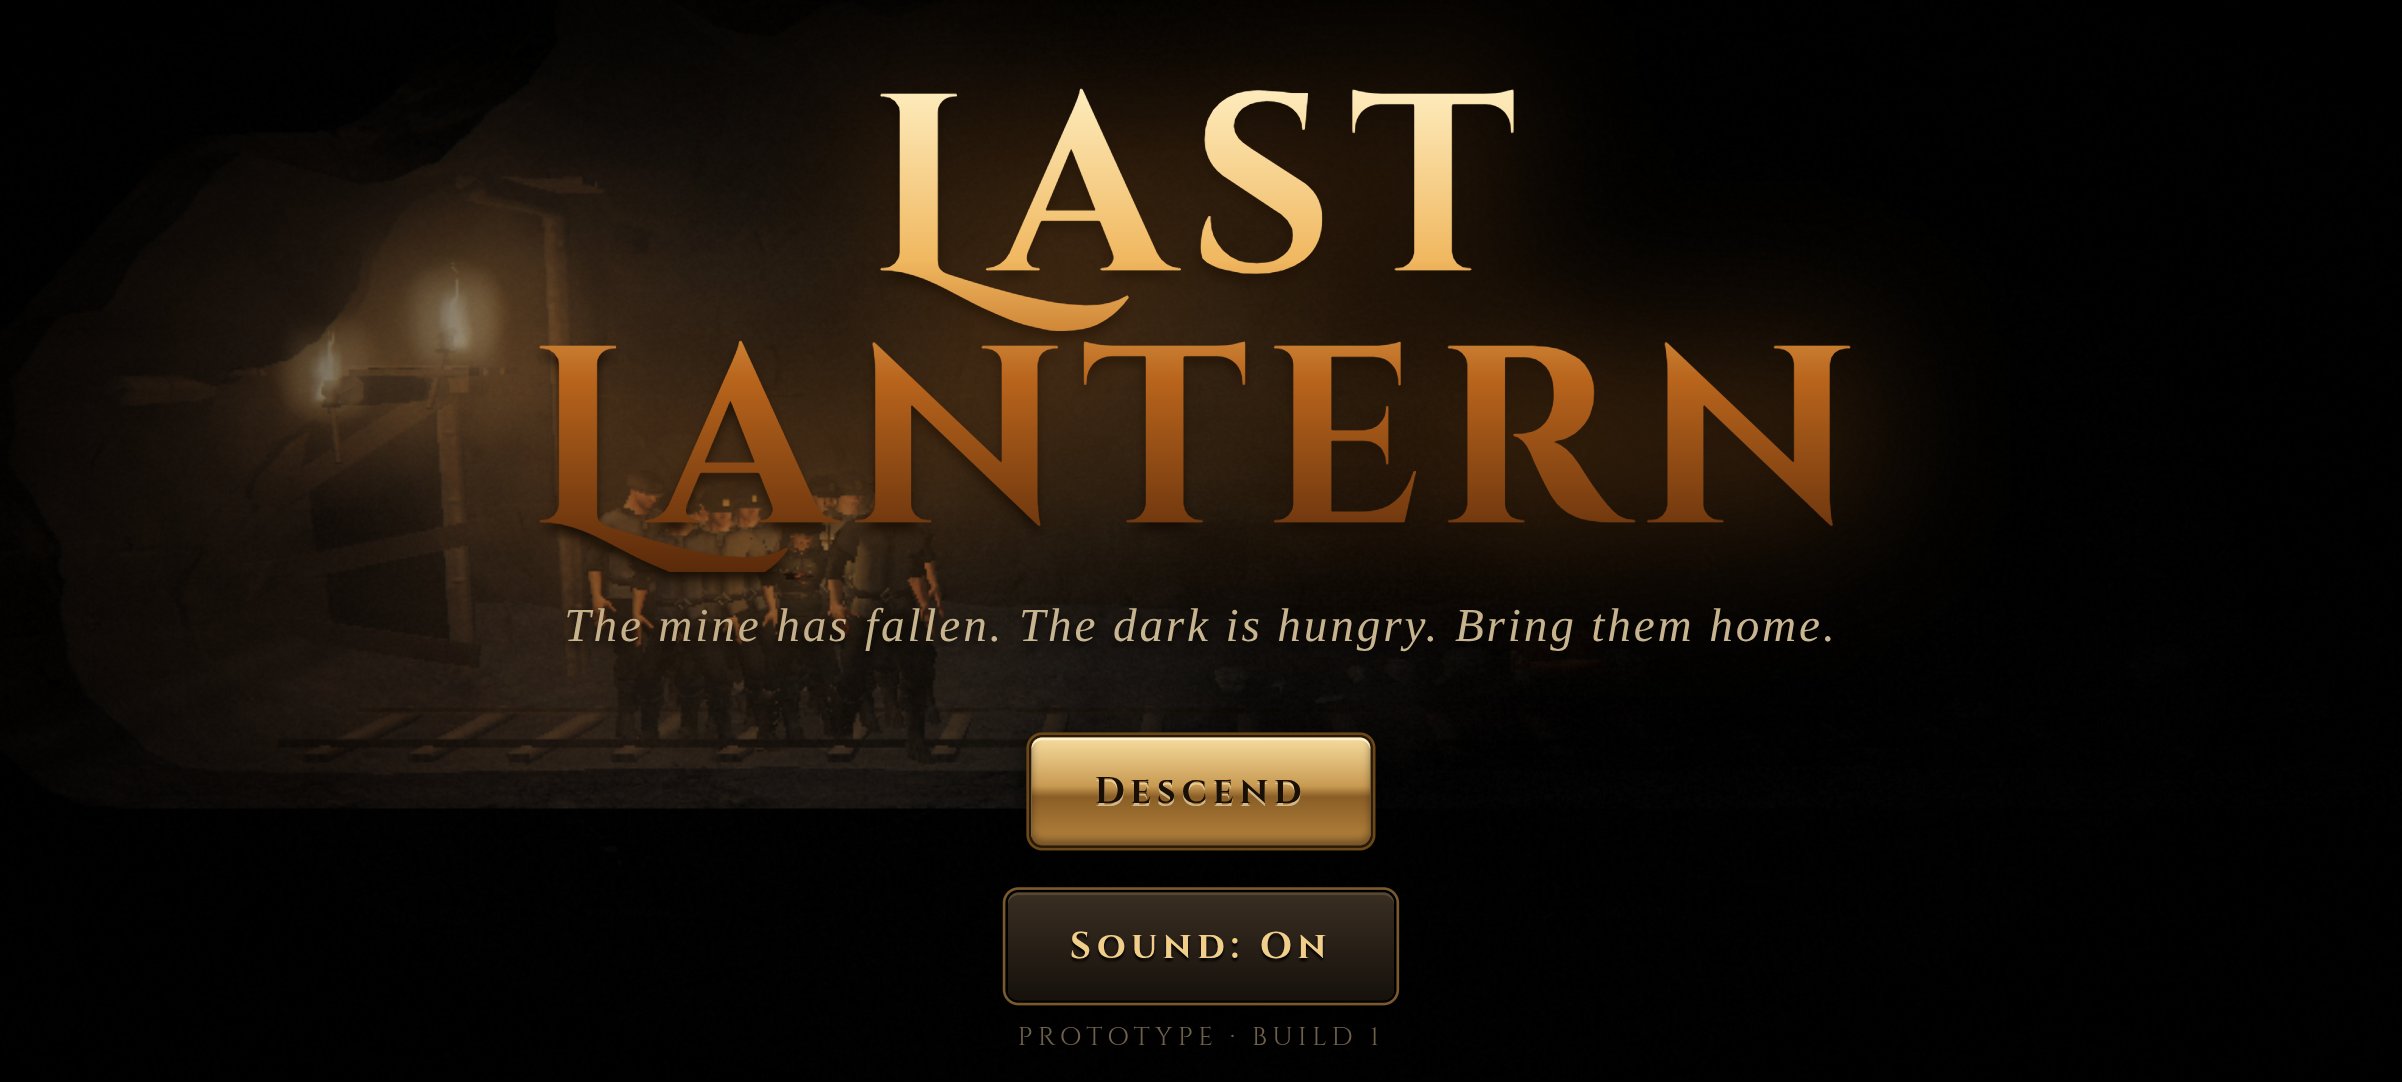 LAST
LANTERN
The mine has fallen. The dark is hungry. Bring them home.
DESCEND
SOUND: ON
PROTOTYPE · BUILD 1